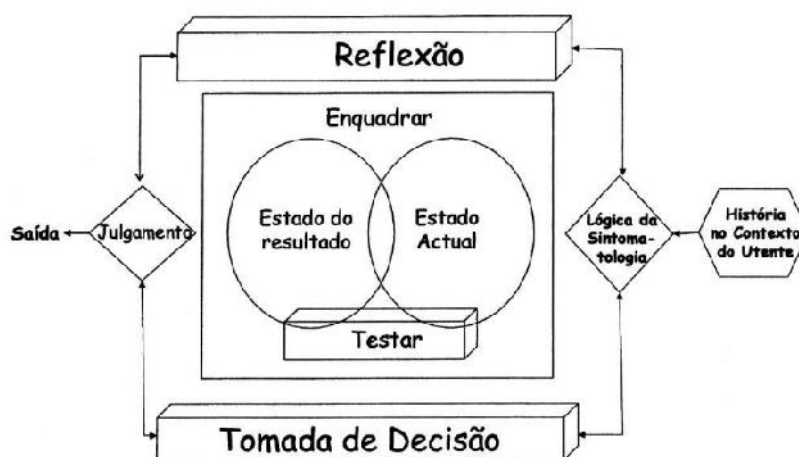 Reflexão
Enquadrar
Estado do
resultado
Estado
Actual
Testar
Saída
Julgamento
Lógica da
Sintoma-
tologia
História
no Contexto
do Utente
Tomada de Decisão